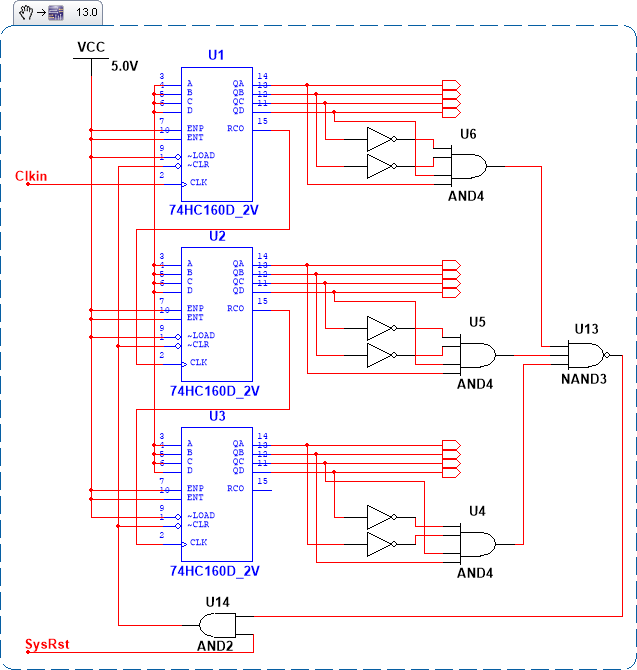 13.0
VCC
5.0V
U1
3 A QA 14
4 B QB 13
5 C QC 12
6 D QD 11
7 ENP RCO 15
10 ENT
9 ~LOAD
1 ~CLR
2 CLK
74HC160D_2V
Clkin
U6
AND4
U2
3 A QA 14
4 B QB 13
5 C QC 12
6 D QD 11
7 ENP RCO 15
10 ENT
9 ~LOAD
1 ~CLR
2 CLK
74HC160D_2V
U5
AND4
U13
NAND3
U3
3 A QA 14
4 B QB 13
5 C QC 12
6 D QD 11
7 ENP RCO 15
10 ENT
9 ~LOAD
1 ~CLR
2 CLK
74HC160D_2V
U4
AND4
U14
AND2
SysRst